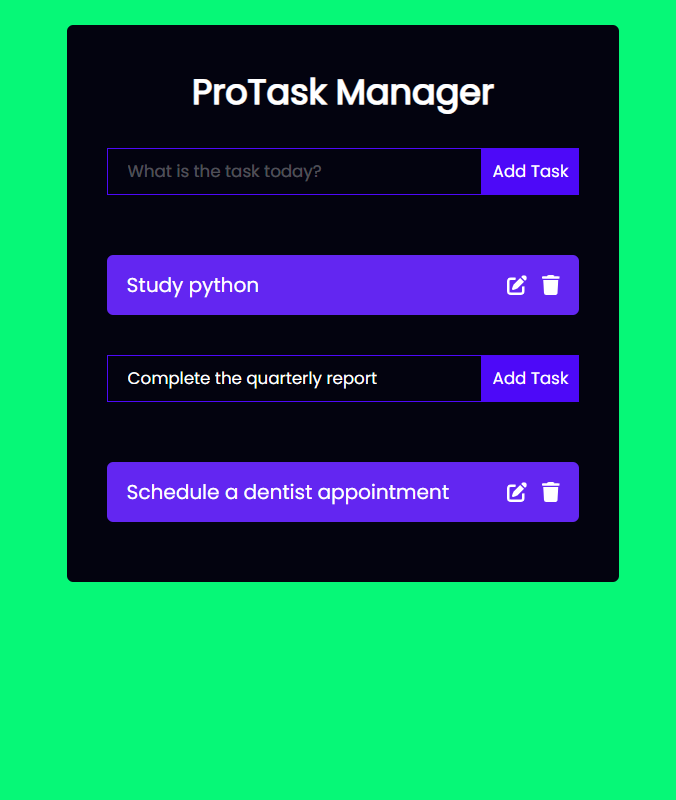 ProTask Manager
What is the task today? Add Task
Study python
Complete the quarterly report Add Task
Schedule a dentist appointment